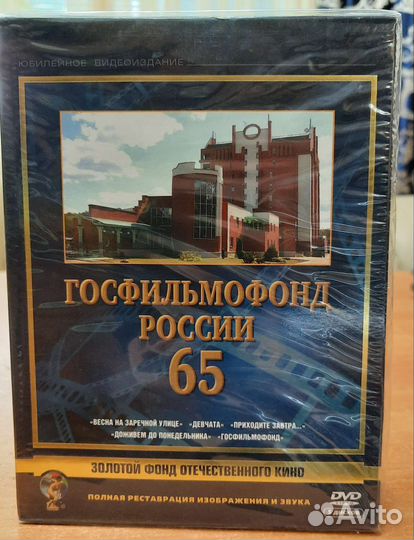 ЮБИЛЕЙНОЕ ВИДЕОИЗДАНИЕ
ГОСФИЛЬМОФОНД
РОССИИ
65
«ВЕСНА НА ЗАРЕЧНОЙ УЛИЦЕ» «ДЕВЧАТА» «ПРИХОДИТЕ ЗАВТРА...»
«ДОЖИВЕМ ДО ПОНЕДЕЛЬНИКА» «ГОСФИЛЬМОФОНД»
ЗОЛОТОЙ ФОНД ОТЕЧЕСТВЕННОГО КИНО
ПОЛНАЯ РЕСТАВРАЦИЯ ИЗОБРАЖЕНИЯ И ЗВУКА
DVD
ДИСКОВ
Avito